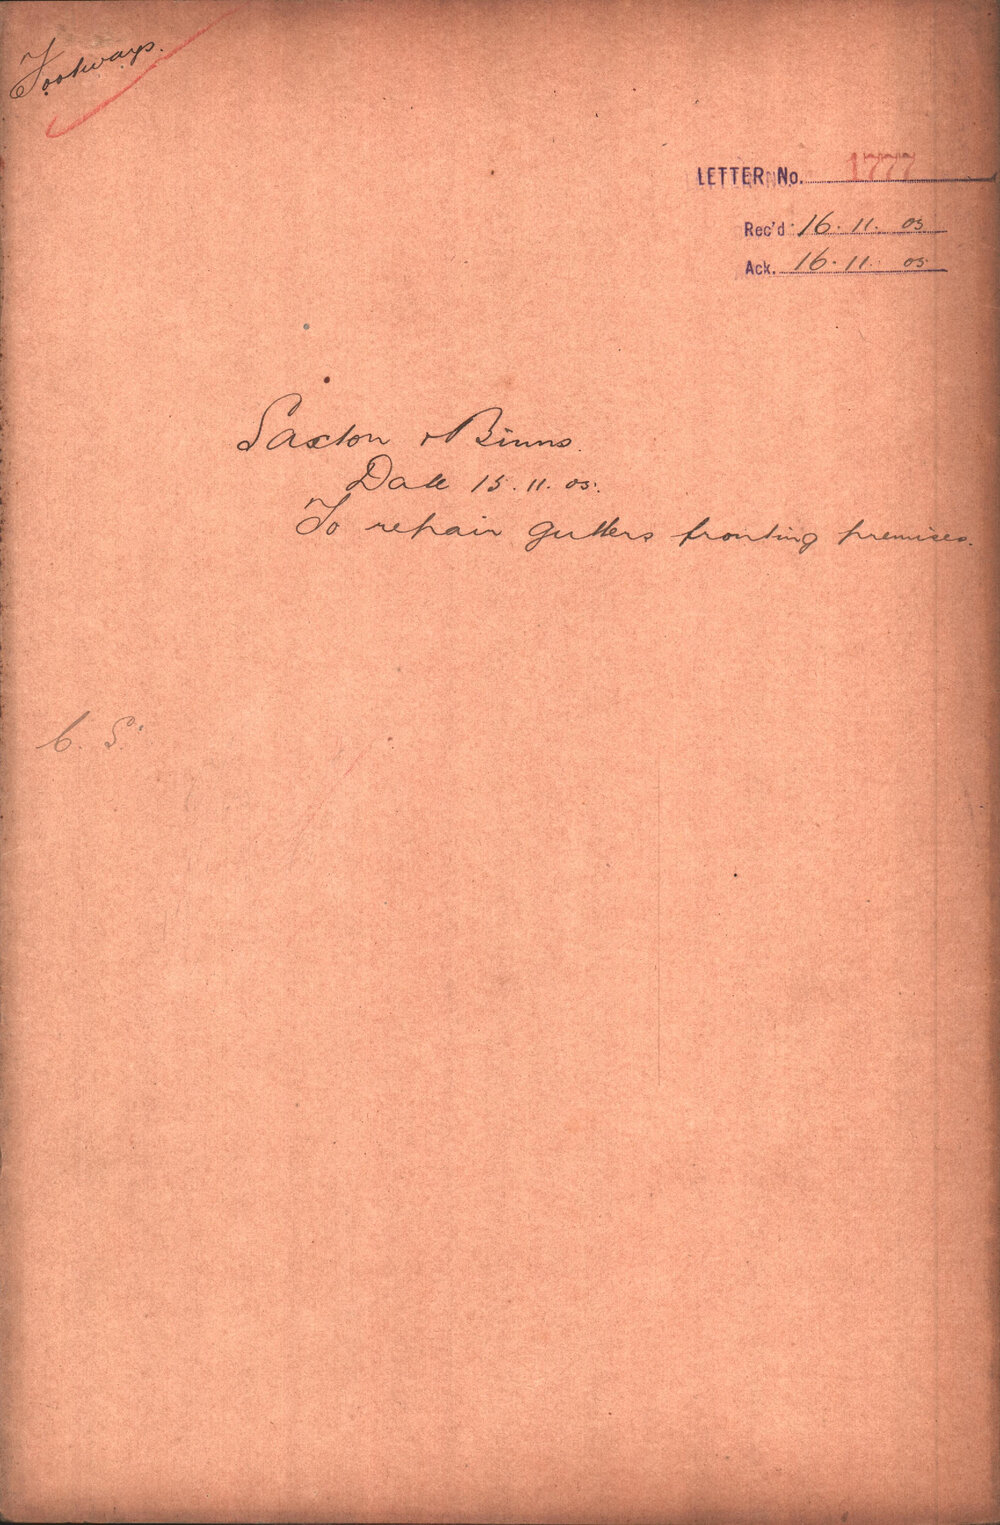 Footways.
LETTER No. 1777
Rec'd 16. 11. 05
Ack. 16. 11. 05
Saxton & Binns.
Date 15. 11. 05.
To repair gutters fronting premises.
C. S.